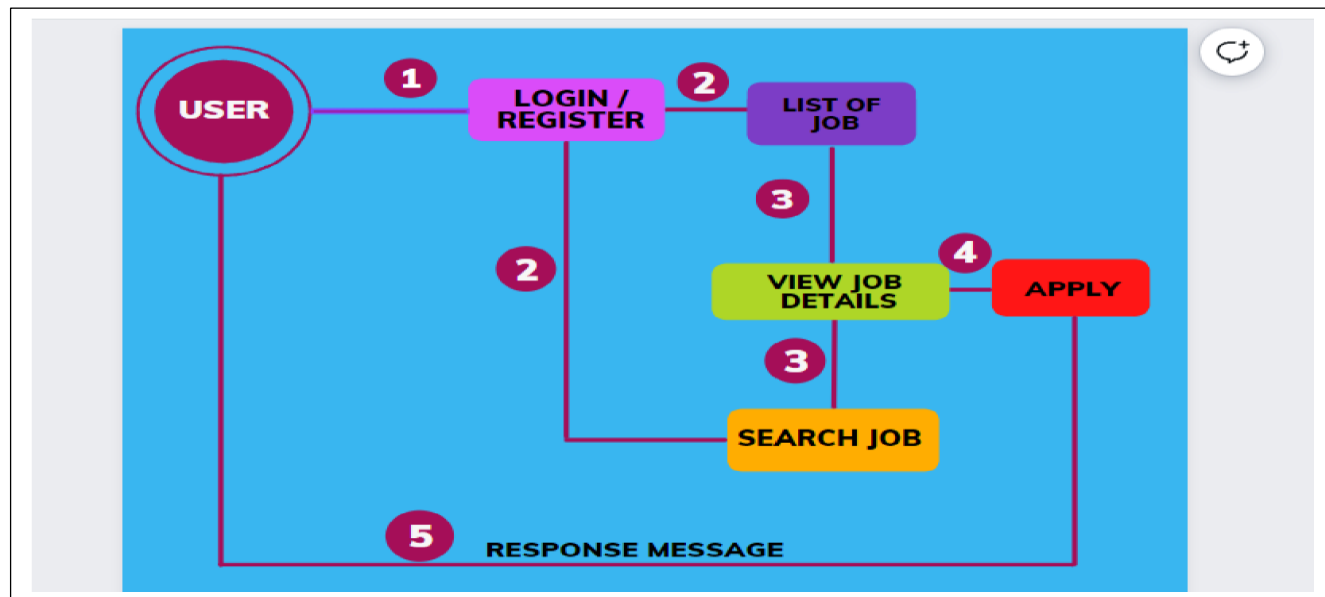 1
USER
LOGIN /
REGISTER
2
LIST OF
JOB
3
2
4
VIEW JOB
DETAILS
APPLY
3
SEARCH JOB
5
RESPONSE MESSAGE